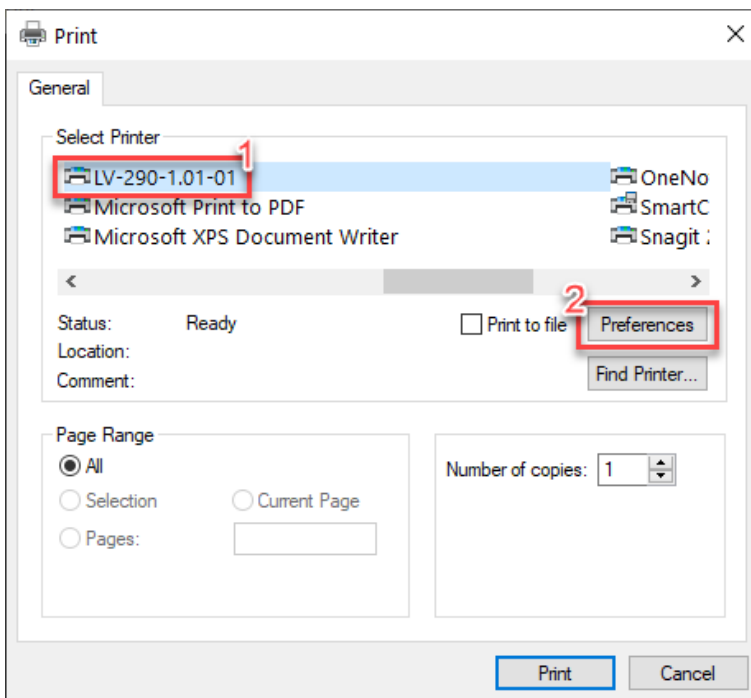 Print
General
Select Printer
1
LV-290-1.01-01
OneNo
Microsoft Print to PDF
SmartC
Microsoft XPS Document Writer
Snagit
2
Status: Ready
Print to file
Preferences
Location:
Comment:
Find Printer...
Page Range
All
Number of copies: 1
Selection
Current Page
Pages:
Print
Cancel